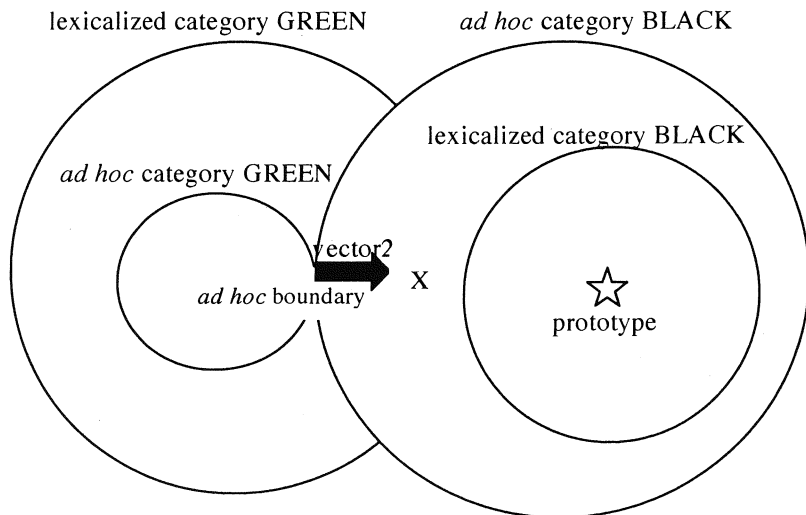 lexicalized category GREEN
ad hoc category BLACK
lexicalized category BLACK
ad hoc category GREEN
vector2
X
ad hoc boundary
prototype